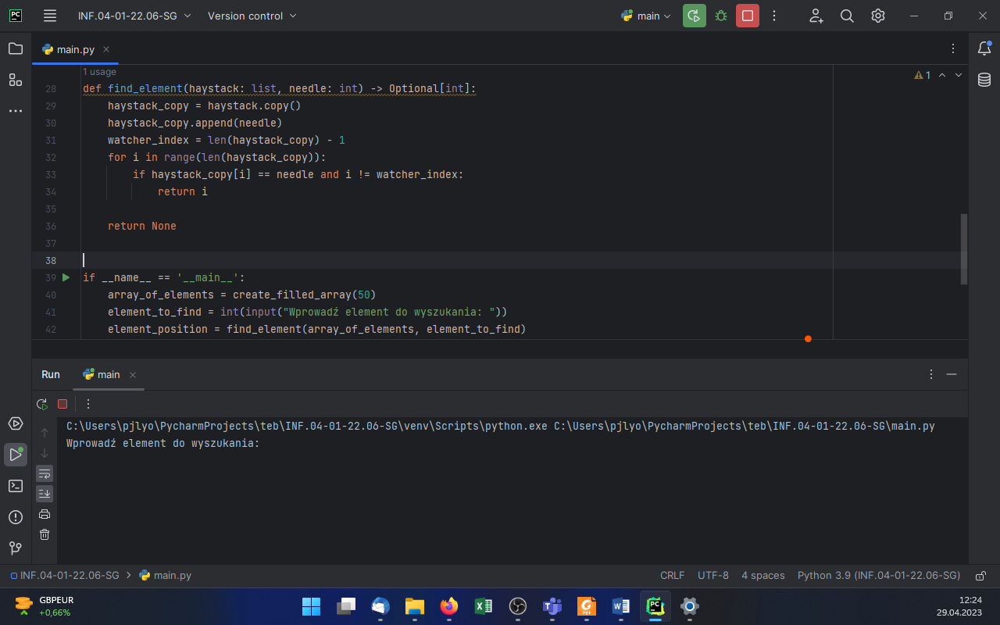 INF.04-01-22.06-SG Version control main
main.py
1 usage
1
28 def find_element(haystack: list, needle: int) -> Optional[int]:
29 haystack_copy = haystack.copy()
30 haystack_copy.append(needle)
31 watcher_index = len(haystack_copy) - 1
32 for i in range(len(haystack_copy)):
33 if haystack_copy[i] == needle and i != watcher_index:
34 return i
35
36 return None
37
38
39 if __name__ == '__main__':
40 array_of_elements = create_filled_array(50)
41 element_to_find = int(input("Wprowadź element do wyszukania: "))
42 element_position = find_element(array_of_elements, element_to_find)
Run main
C:\Users\pjlyo\PycharmProjects\teb\INF.04-01-22.06-SG\venv\Scripts\python.exe C:\Users\pjlyo\PycharmProjects\teb\INF.04-01-22.06-SG\main.py
Wprowadź element do wyszukania:
INF.04-01-22.06-SG main.py CRLF UTF-8 4 spaces Python 3.9 (INF.04-01-22.06-SG)
GBPEUR
+0,66%
12:24
29.04.2023